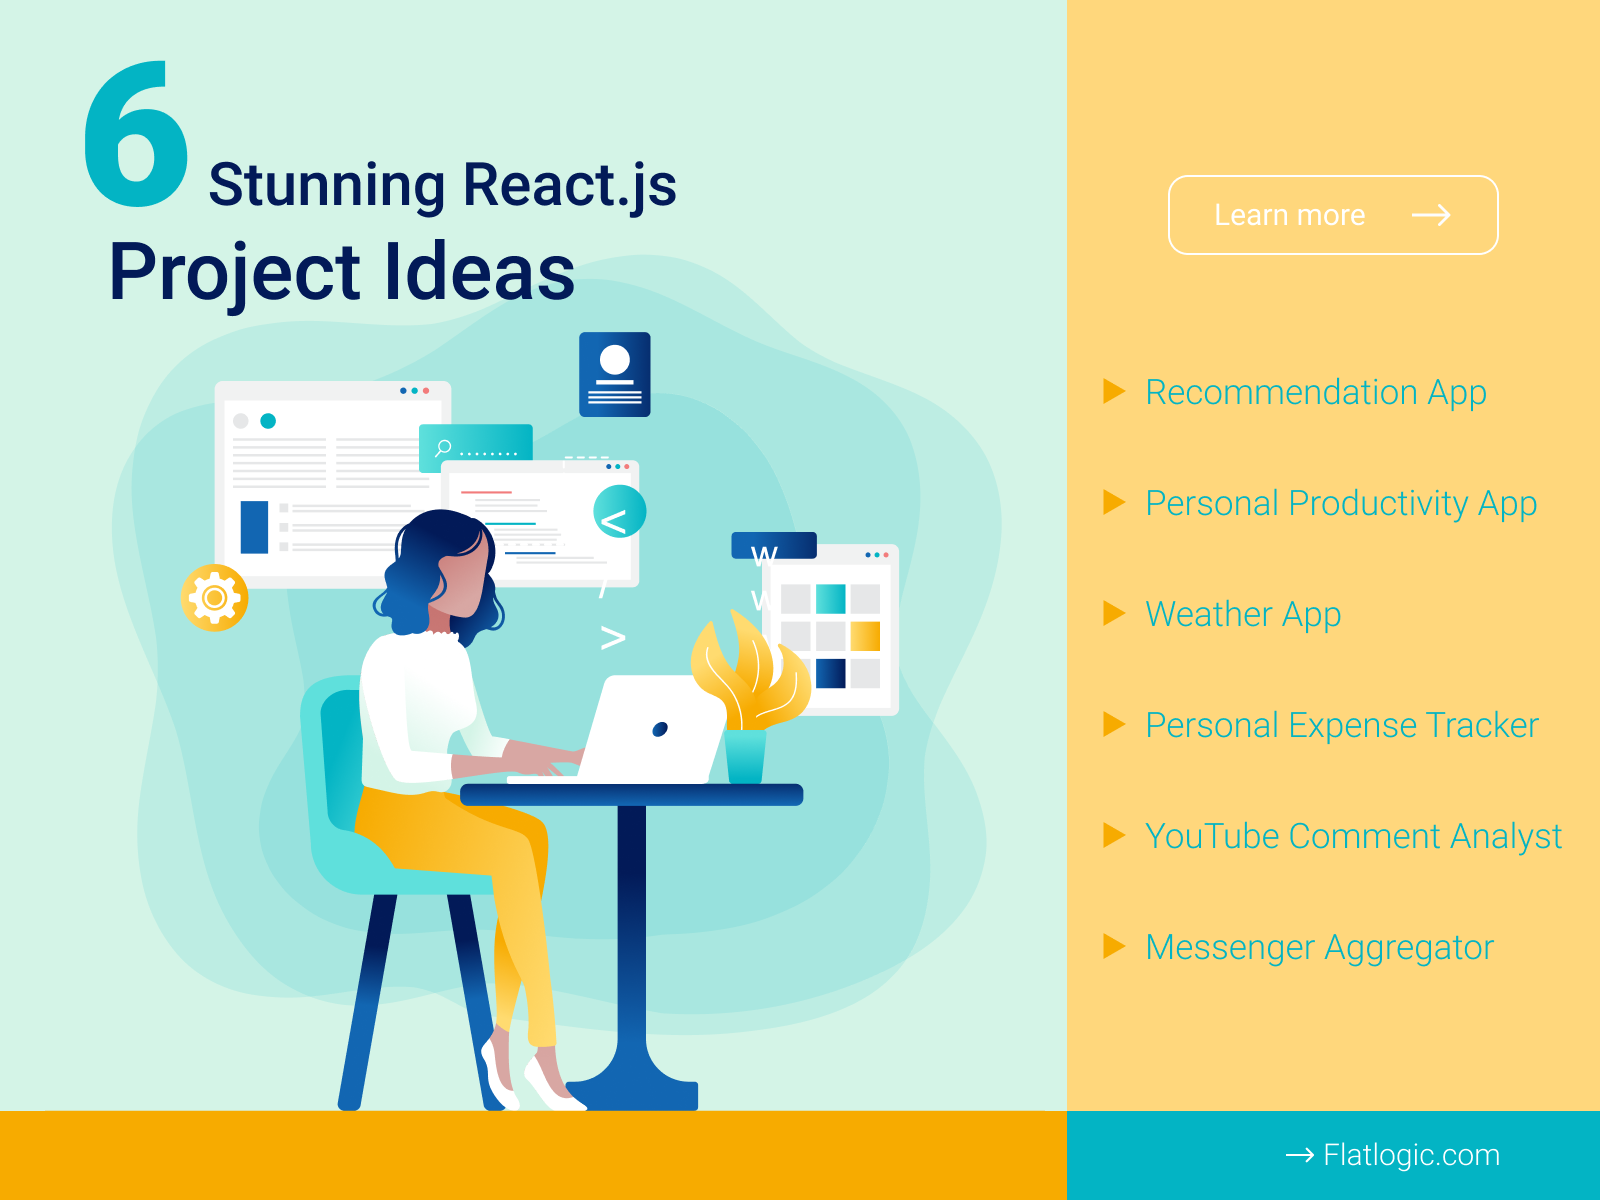 6 Stunning React.js
Project Ideas
Learn more
Recommendation App
Personal Productivity App
Weather App
Personal Expense Tracker
YouTube Comment Analyst
Messenger Aggregator
<
/
>
w
w
Flatlogic.com